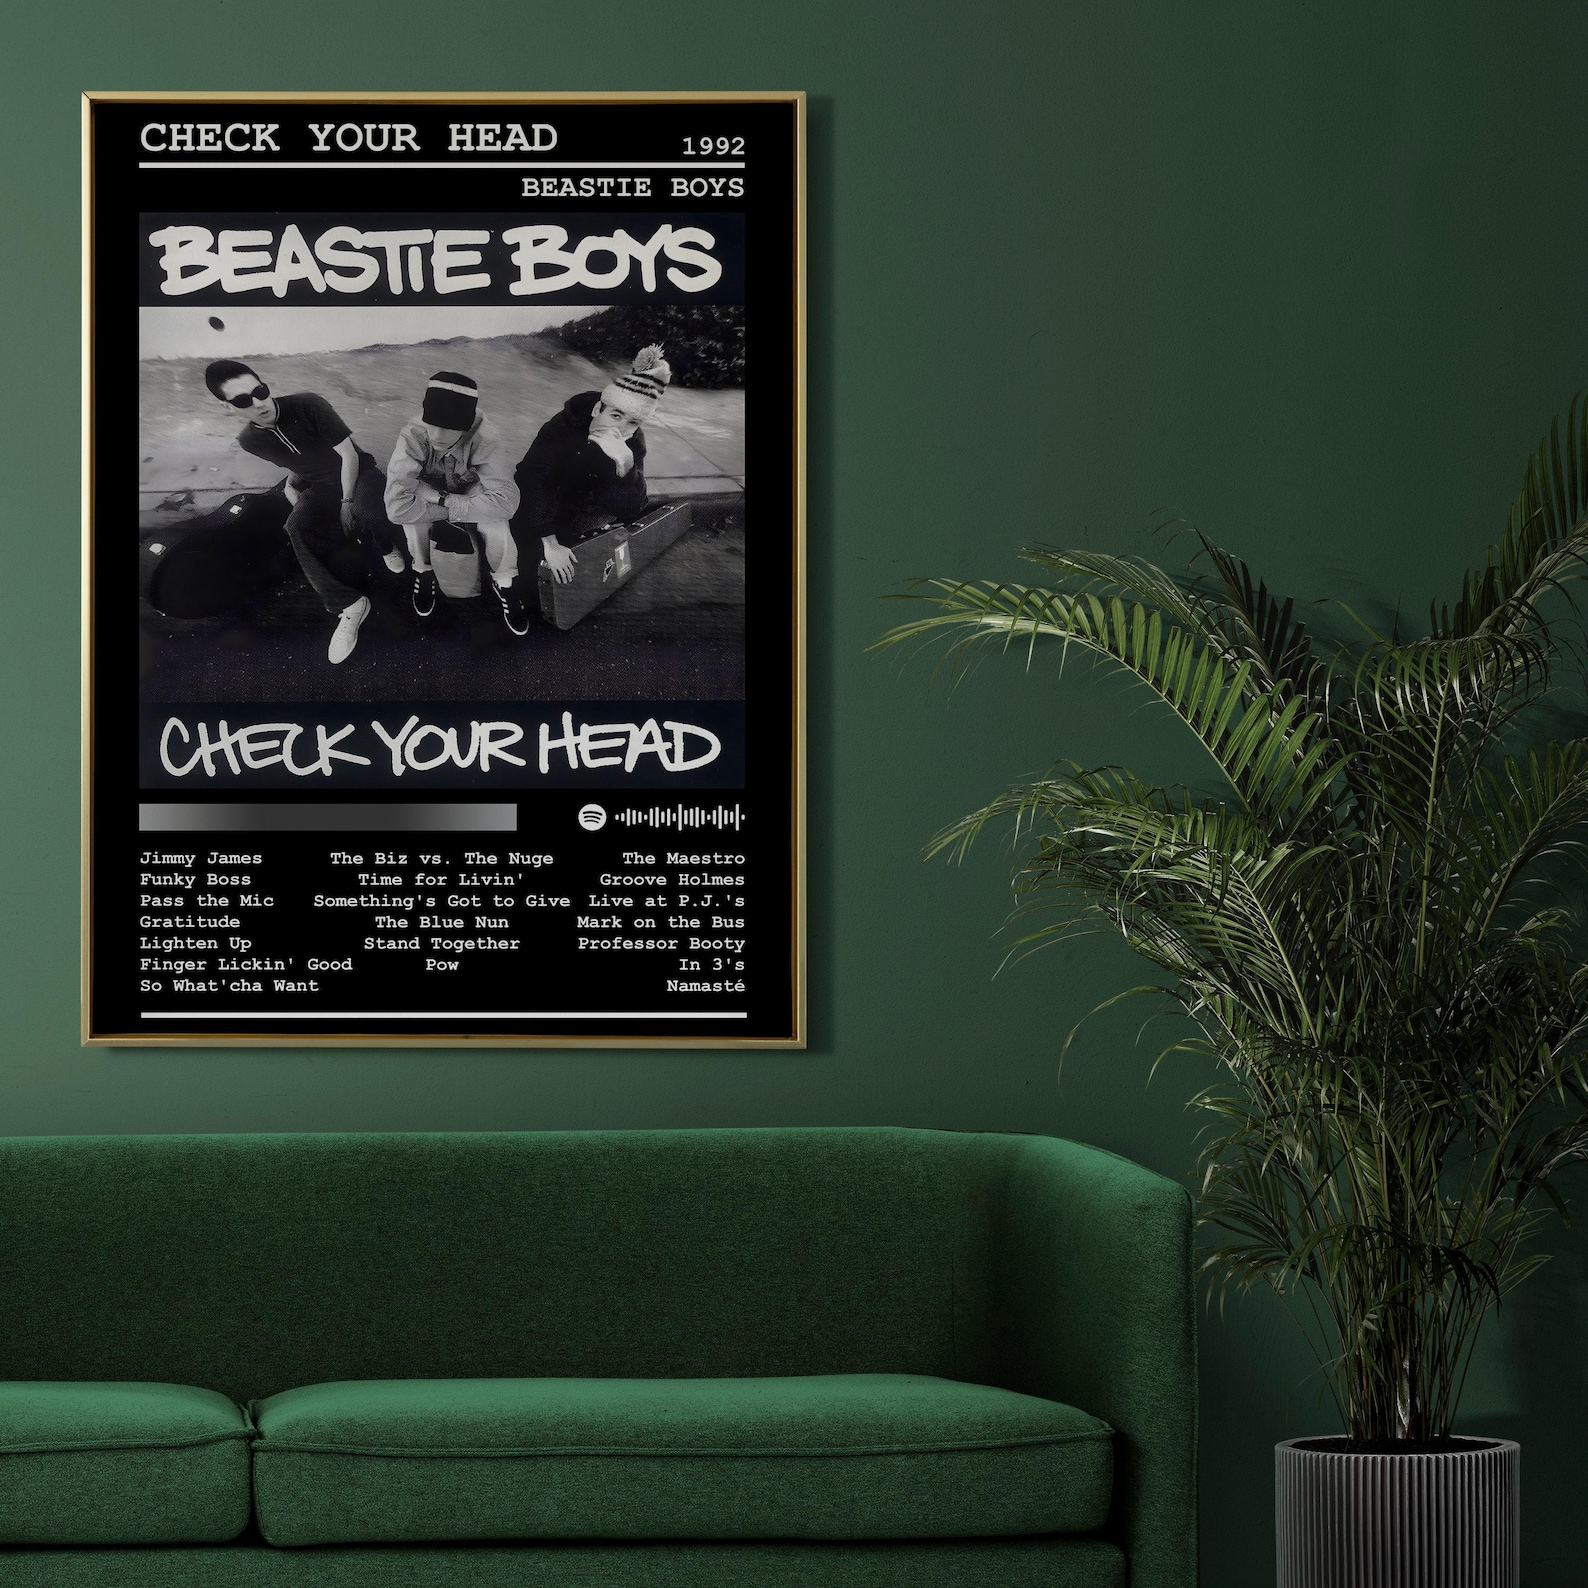 CHECK YOUR HEAD
1992
BEASTIE BOYS
BEASTIE BOYS
CHECK YOUR HEAD
Jimmy James
Funky Boss
Pass the Mic
Gratitude
Lighten Up
Finger Lickin' Good
So What'cha Want
The Biz vs. The Nuge
Time for Livin'
Something's Got to Give
The Blue Nun
Stand Together
Pow
The Maestro
Groove Holmes
Live at P.J.'s
Mark on the Bus
Professor Booty
In 3's
Namasté